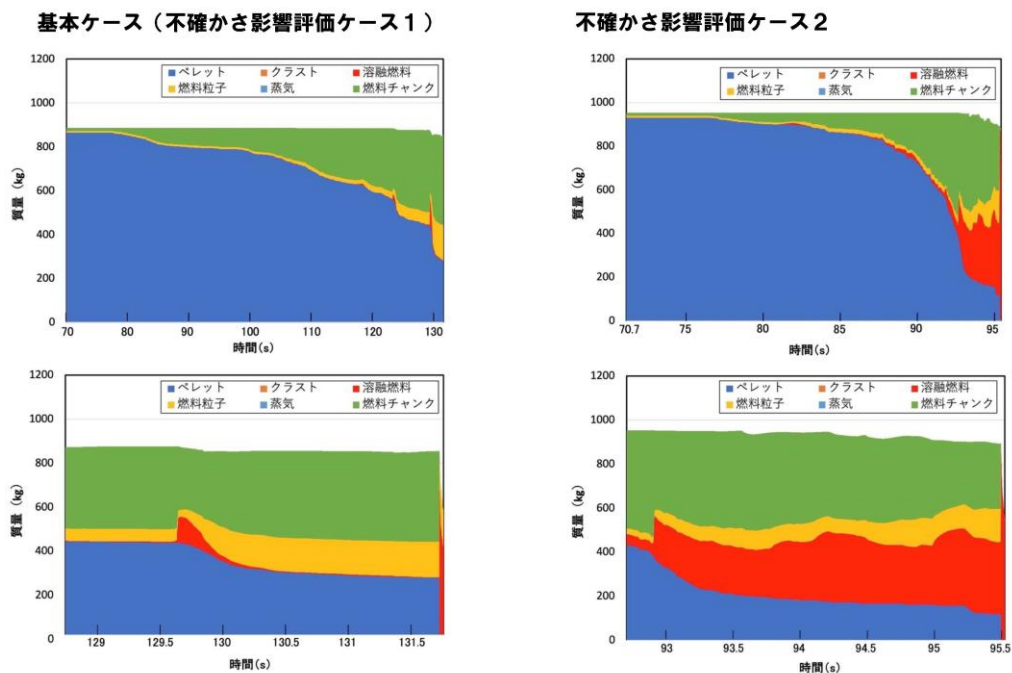 基本ケース（不確かさ影響評価ケース１）
不確かさ影響評価ケース２
1200
1000
800
600
400
200
0
質量 (kg)
ペレット クラスト 溶融燃料
燃料粒子 蒸気 燃料チャンク
70 80 90 100 110 120 130
時間(s)
1200
1000
800
600
400
200
0
質量 (kg)
ペレット クラスト 溶融燃料
燃料粒子 蒸気 燃料チャンク
70.7 75 80 85 90 95
時間(s)
1200
1000
800
600
400
200
0
質量 (kg)
ペレット クラスト 溶融燃料
燃料粒子 蒸気 燃料チャンク
129 129.5 130 130.5 131 131.5
時間(s)
1200
1000
800
600
400
200
0
質量 (kg)
ペレット クラスト 溶融燃料
燃料粒子 蒸気 燃料チャンク
93 93.5 94 94.5 95 95.5
時間(s)